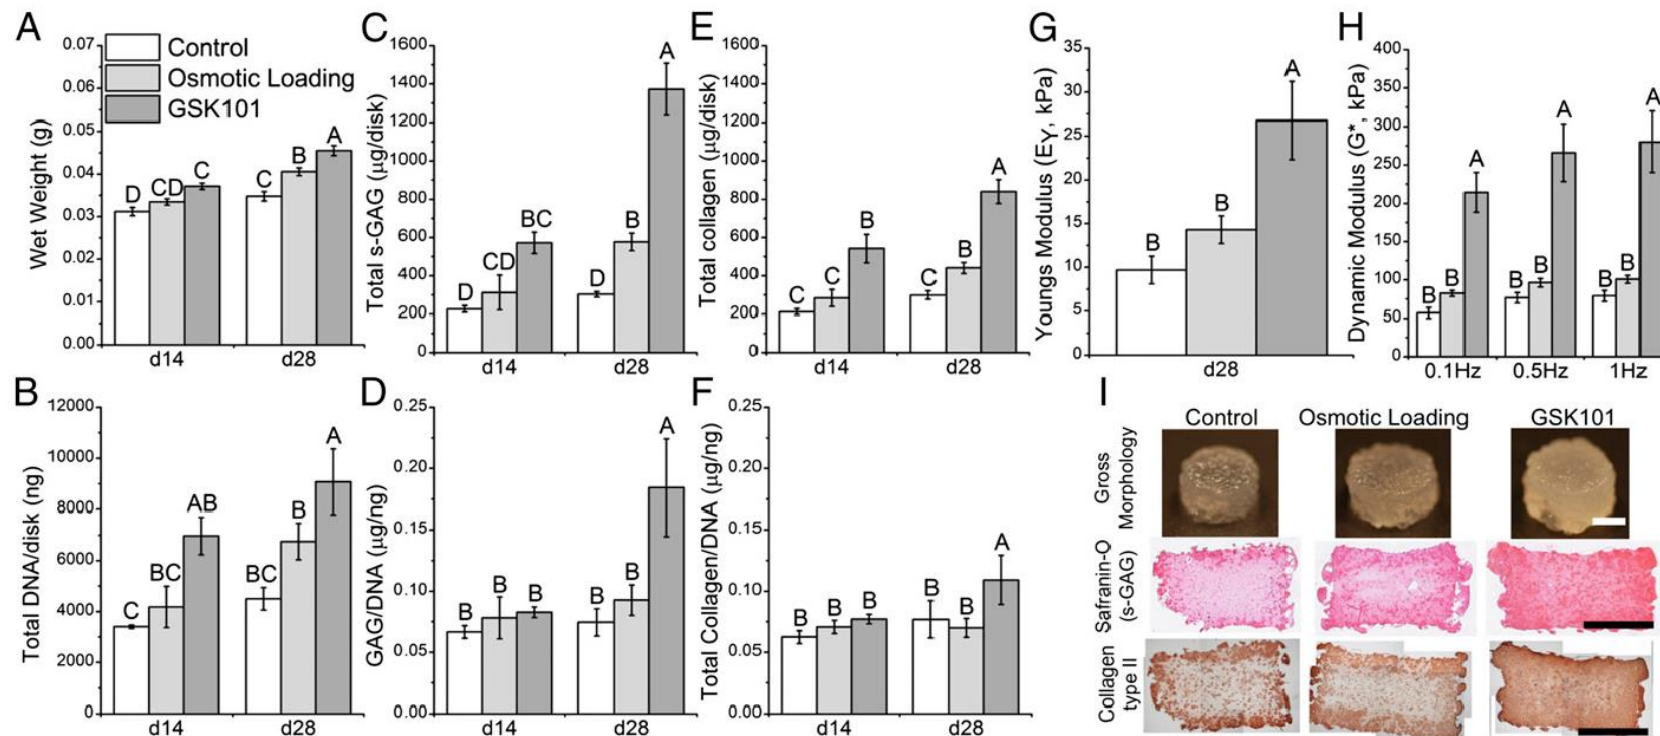 A
0.07
0.06
0.05
0.04
0.03
0.02
0.01
0.00
Wet Weight (g)
Control
Osmotic Loading
GSK101
D
CD
C
C
B
A
d14
d28
C
1600
1400
1200
1000
800
600
400
200
0
Total s-GAG (µg/disk)
D
CD
BC
D
B
A
d14
d28
E
1600
1400
1200
1000
800
600
400
200
0
Total collagen (µg/disk)
C
C
B
C
B
A
d14
d28
G
35
30
25
20
15
10
5
0
Youngs Modulus (EY, kPa)
B
B
A
d28
H
400
350
300
250
200
150
100
50
0
Dynamic Modulus (G*, kPa)
B
B
A
B
B
A
B
B
A
0.1Hz
0.5Hz
1Hz
B
12000
10000
8000
6000
4000
2000
0
Total DNA/disk (ng)
C
BC
AB
BC
B
A
d14
d28
D
0.25
0.20
0.15
0.10
0.05
0.00
GAG/DNA (µg/ng)
B
B
B
B
B
A
d14
d28
F
0.25
0.20
0.15
0.10
0.05
0.00
Total Collagen/DNA (µg/ng)
B
B
B
B
B
A
d14
d28
I
Control
Osmotic Loading
GSK101
Gross
Morphology
Safranin-O
(s-GAG)
Collagen
type II